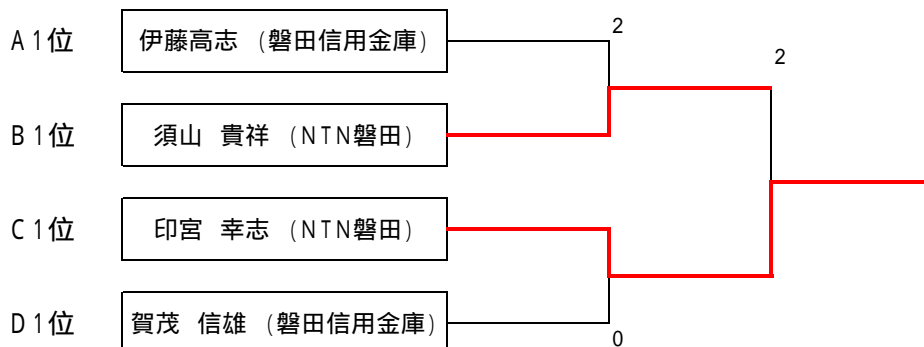 A1位 伊藤高志 (磐田信用金庫) 2
2
B1位 須山 貴祥 (NTN磐田)
C1位 印宮 幸志 (NTN磐田)
D1位 賀茂 信雄 (磐田信用金庫) 0